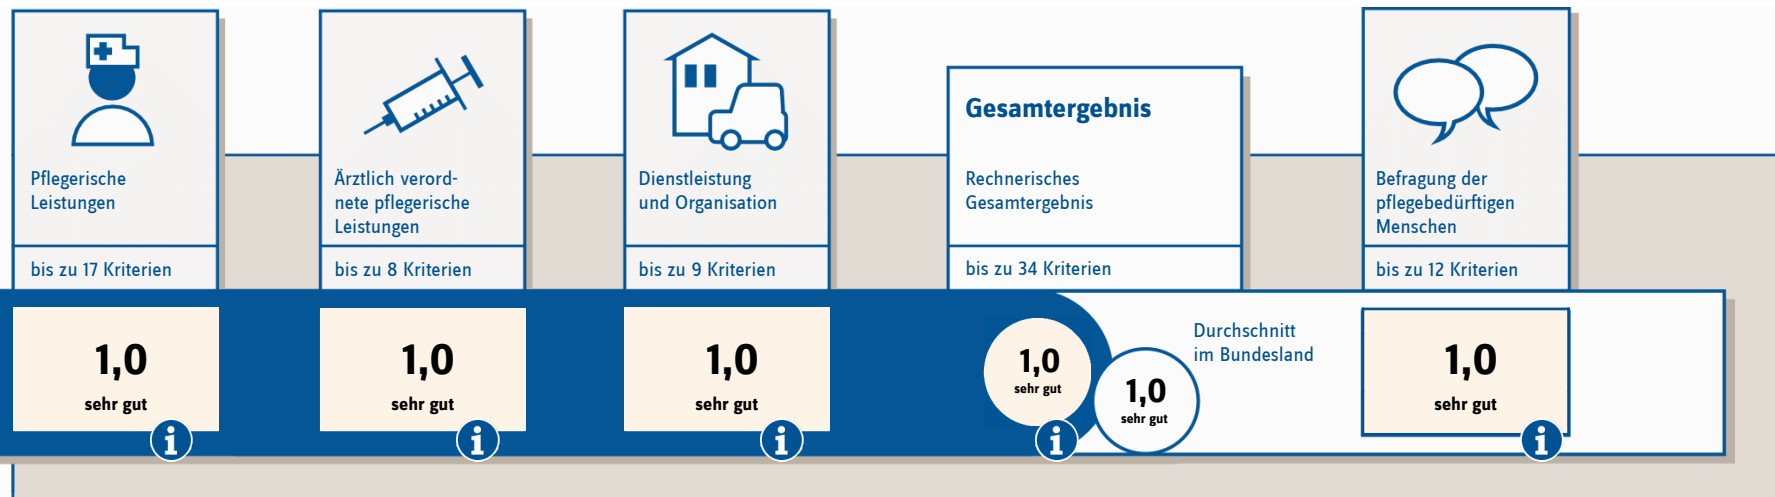 Pflegerische
Leistungen
bis zu 17 Kriterien
1,0
sehr gut
i
Ärztlich verord-
nete pflegerische
Leistungen
bis zu 8 Kriterien
1,0
sehr gut
i
Dienstleistung
und Organisation
bis zu 9 Kriterien
1,0
sehr gut
i
Gesamtergebnis
Rechnerisches
Gesamtergebnis
bis zu 34 Kriterien
1,0
sehr gut
i
Durchschnitt
im Bundesland
1,0
sehr gut
Befragung der
pflegebedürftigen
Menschen
bis zu 12 Kriterien
1,0
sehr gut
i